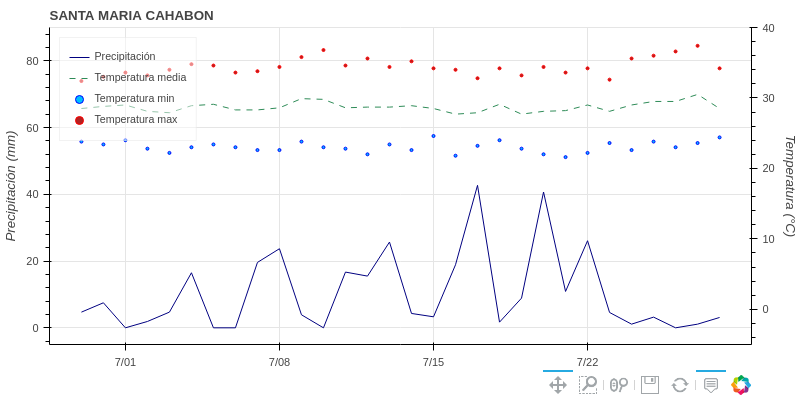 SANTA MARIA CAHABON
Precipitación
Temperatura media
Temperatura min
Temperatura max
Precipitación (mm)
80
60
40
20
0
Temperatura (°C)
40
30
20
10
0
7/01
7/08
7/15
7/22